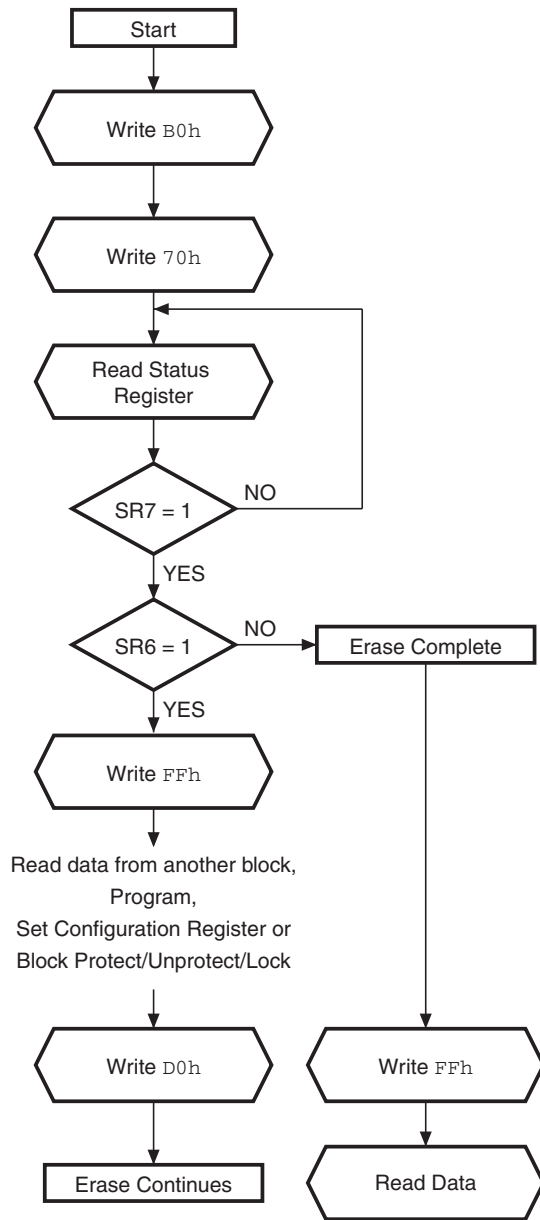 Start
Write B0h
Write 70h
Read Status
Register
NO
SR7 = 1
YES
NO
SR6 = 1
Erase Complete
YES
Write FFh
Read data from another block,
Program,
Set Configuration Register or
Block Protect/Unprotect/Lock
Write D0h
Write FFh
Erase Continues
Read Data